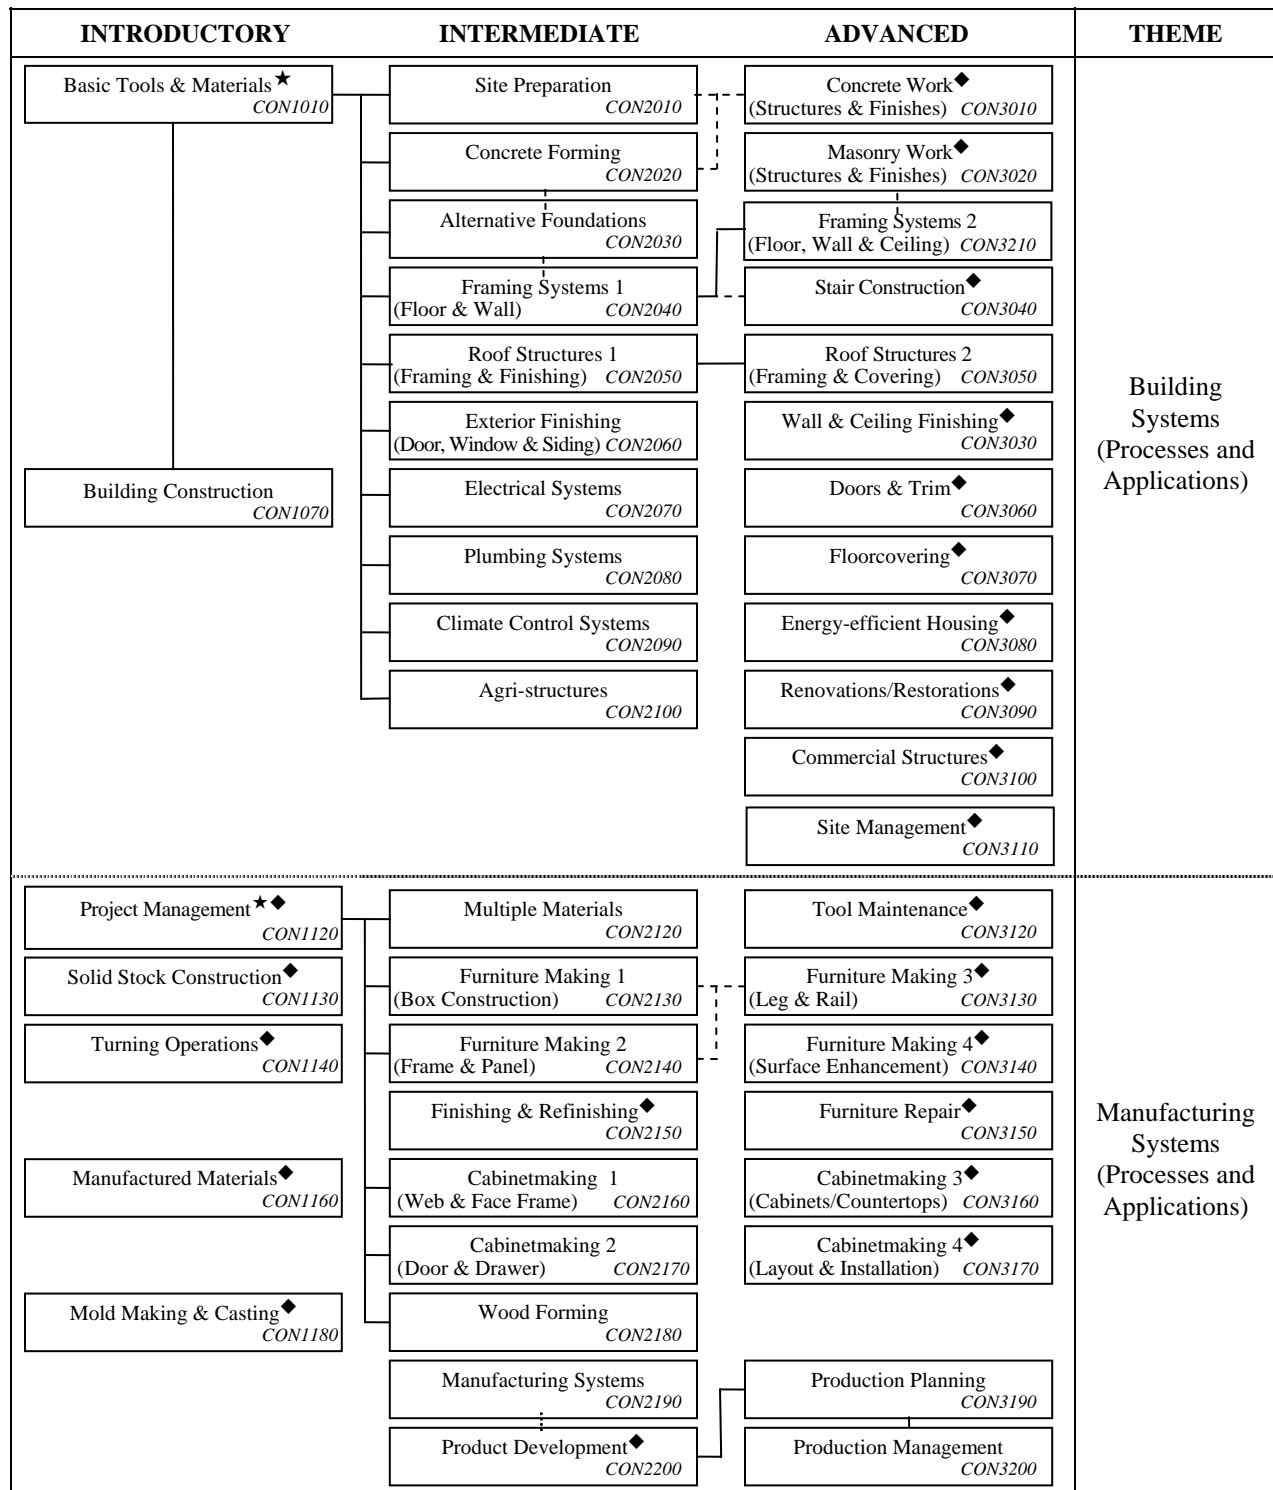 INTRODUCTORY INTERMEDIATE ADVANCED THEME
Basic Tools & Materials★
CON1010
Building Construction
CON1070
Site Preparation
CON2010
Concrete Forming
CON2020
Alternative Foundations
CON2030
Framing Systems 1
(Floor & Wall) CON2040
Roof Structures 1
(Framing & Finishing) CON2050
Exterior Finishing
(Door, Window & Siding) CON2060
Electrical Systems
CON2070
Plumbing Systems
CON2080
Climate Control Systems
CON2090
Agri-structures
CON2100
Concrete Work◆
(Structures & Finishes) CON3010
Masonry Work◆
(Structures & Finishes) CON3020
Framing Systems 2
(Floor, Wall & Ceiling) CON3210
Stair Construction◆
CON3040
Roof Structures 2
(Framing & Covering) CON3050
Wall & Ceiling Finishing◆
CON3030
Doors & Trim◆
CON3060
Floorcovering◆
CON3070
Energy-efficient Housing◆
CON3080
Renovations/Restorations◆
CON3090
Commercial Structures◆
CON3100
Site Management◆
CON3110
Building
Systems
(Processes and
Applications)
Project Management★◆
CON1120
Solid Stock Construction◆
CON1130
Turning Operations◆
CON1140
Manufactured Materials◆
CON1160
Mold Making & Casting◆
CON1180
Multiple Materials
CON2120
Furniture Making 1
(Box Construction) CON2130
Furniture Making 2
(Frame & Panel) CON2140
Finishing & Refinishing◆
CON2150
Cabinetmaking 1
(Web & Face Frame) CON2160
Cabinetmaking 2
(Door & Drawer) CON2170
Wood Forming
CON2180
Manufacturing Systems
CON2190
Product Development◆
CON2200
Tool Maintenance◆
CON3120
Furniture Making 3◆
(Leg & Rail) CON3130
Furniture Making 4◆
(Surface Enhancement) CON3140
Furniture Repair◆
CON3150
Cabinetmaking 3◆
(Cabinets/Countertops) CON3160
Cabinetmaking 4◆
(Layout & Installation) CON3170
Production Planning
CON3190
Production Management
CON3200
Manufacturing
Systems
(Processes and
Applications)